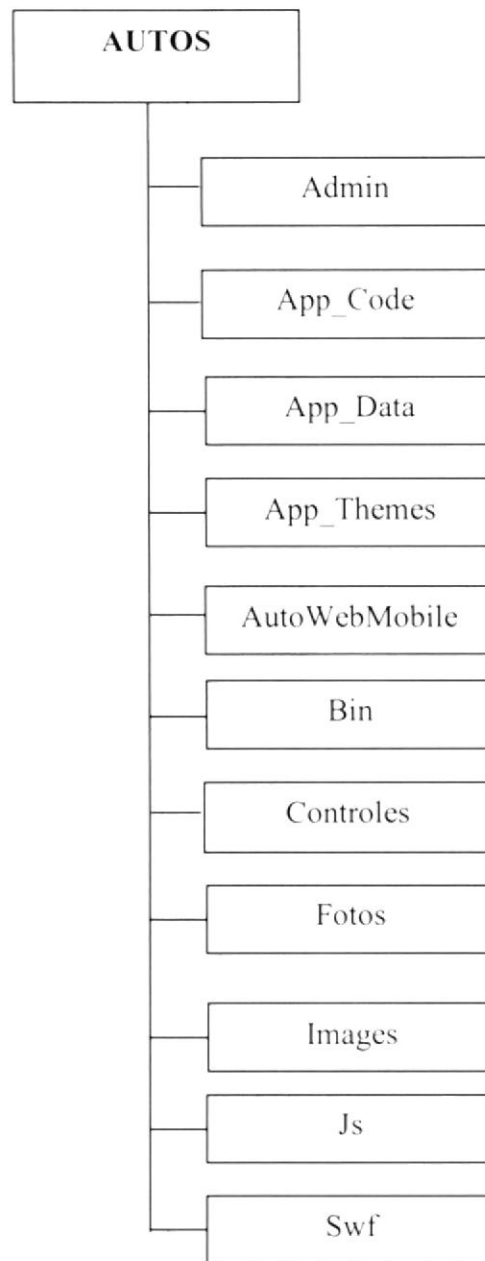 AUTOS
Admin
App_Code
App_Data
App_Themes
AutoWebMobile
Bin
Controles
Fotos
Images
Js
Swf